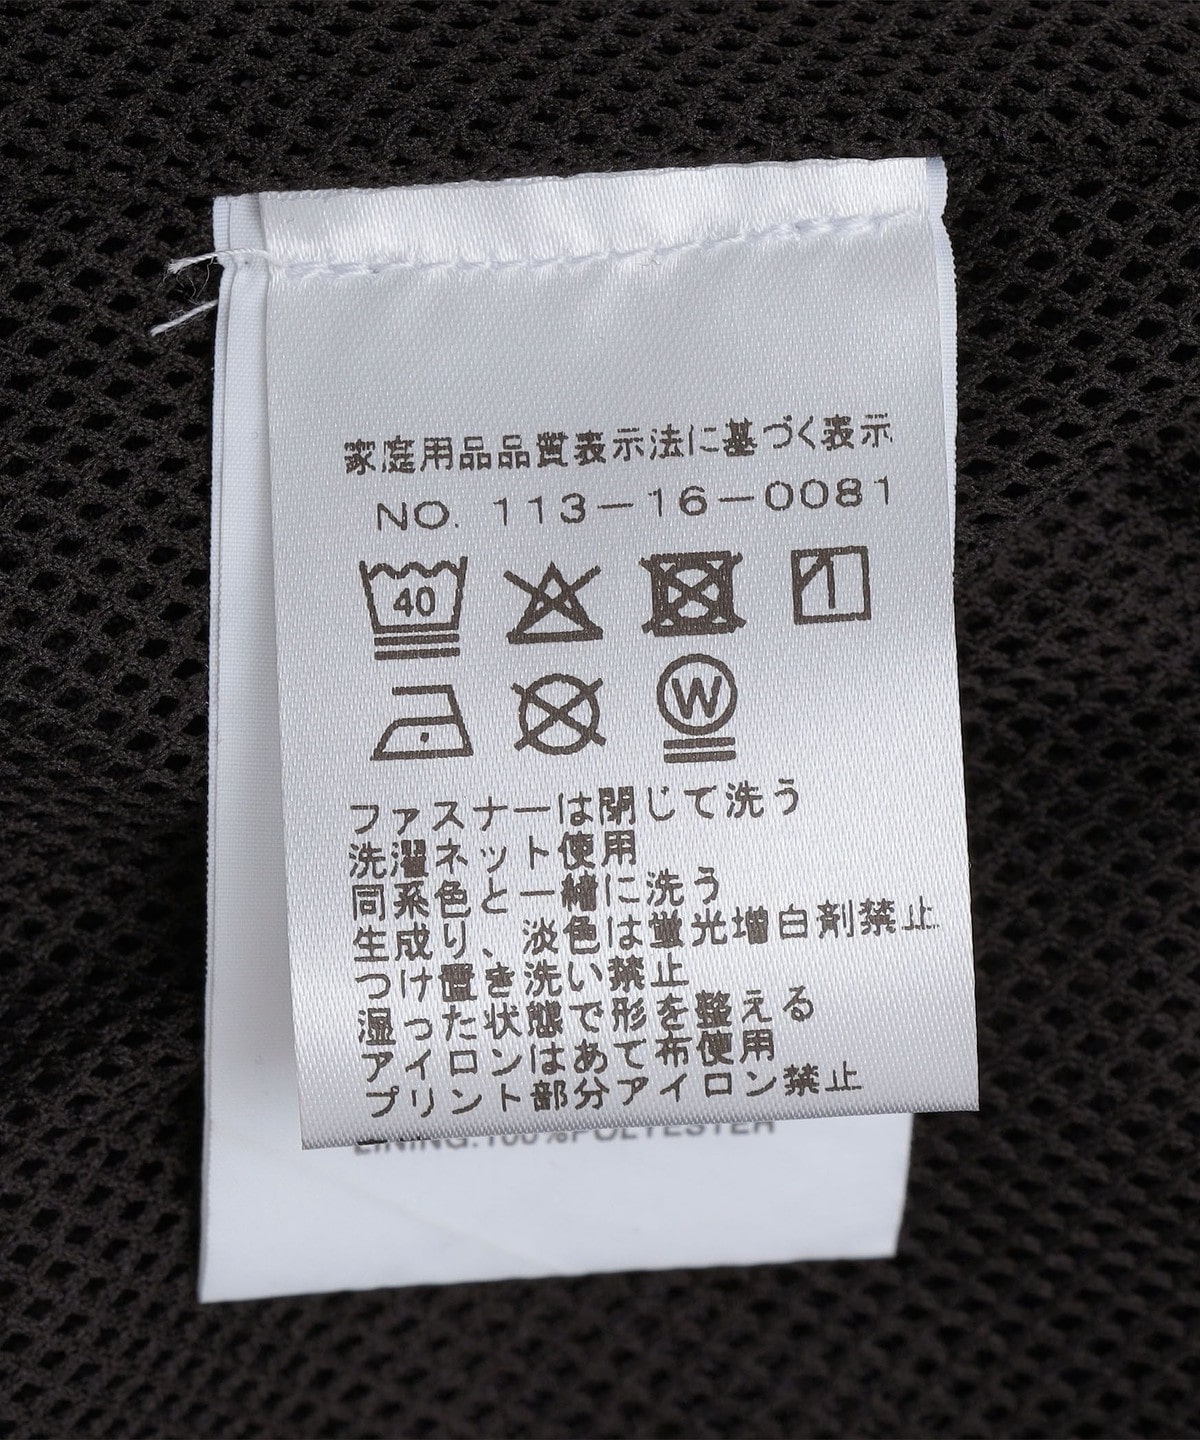 家庭用品品質表示法に基づく表示
NO. 113-16-0081
40
W
ファスナーは閉じて洗う
洗濯ネット使用
同系色と一緒に洗う
生成り、淡色は蛍光増白剤禁止
つけ置き洗い禁止
湿った状態で形を整える
アイロンはあて布使用
プリント部分アイロン禁止
LINING:100%POLYESTER